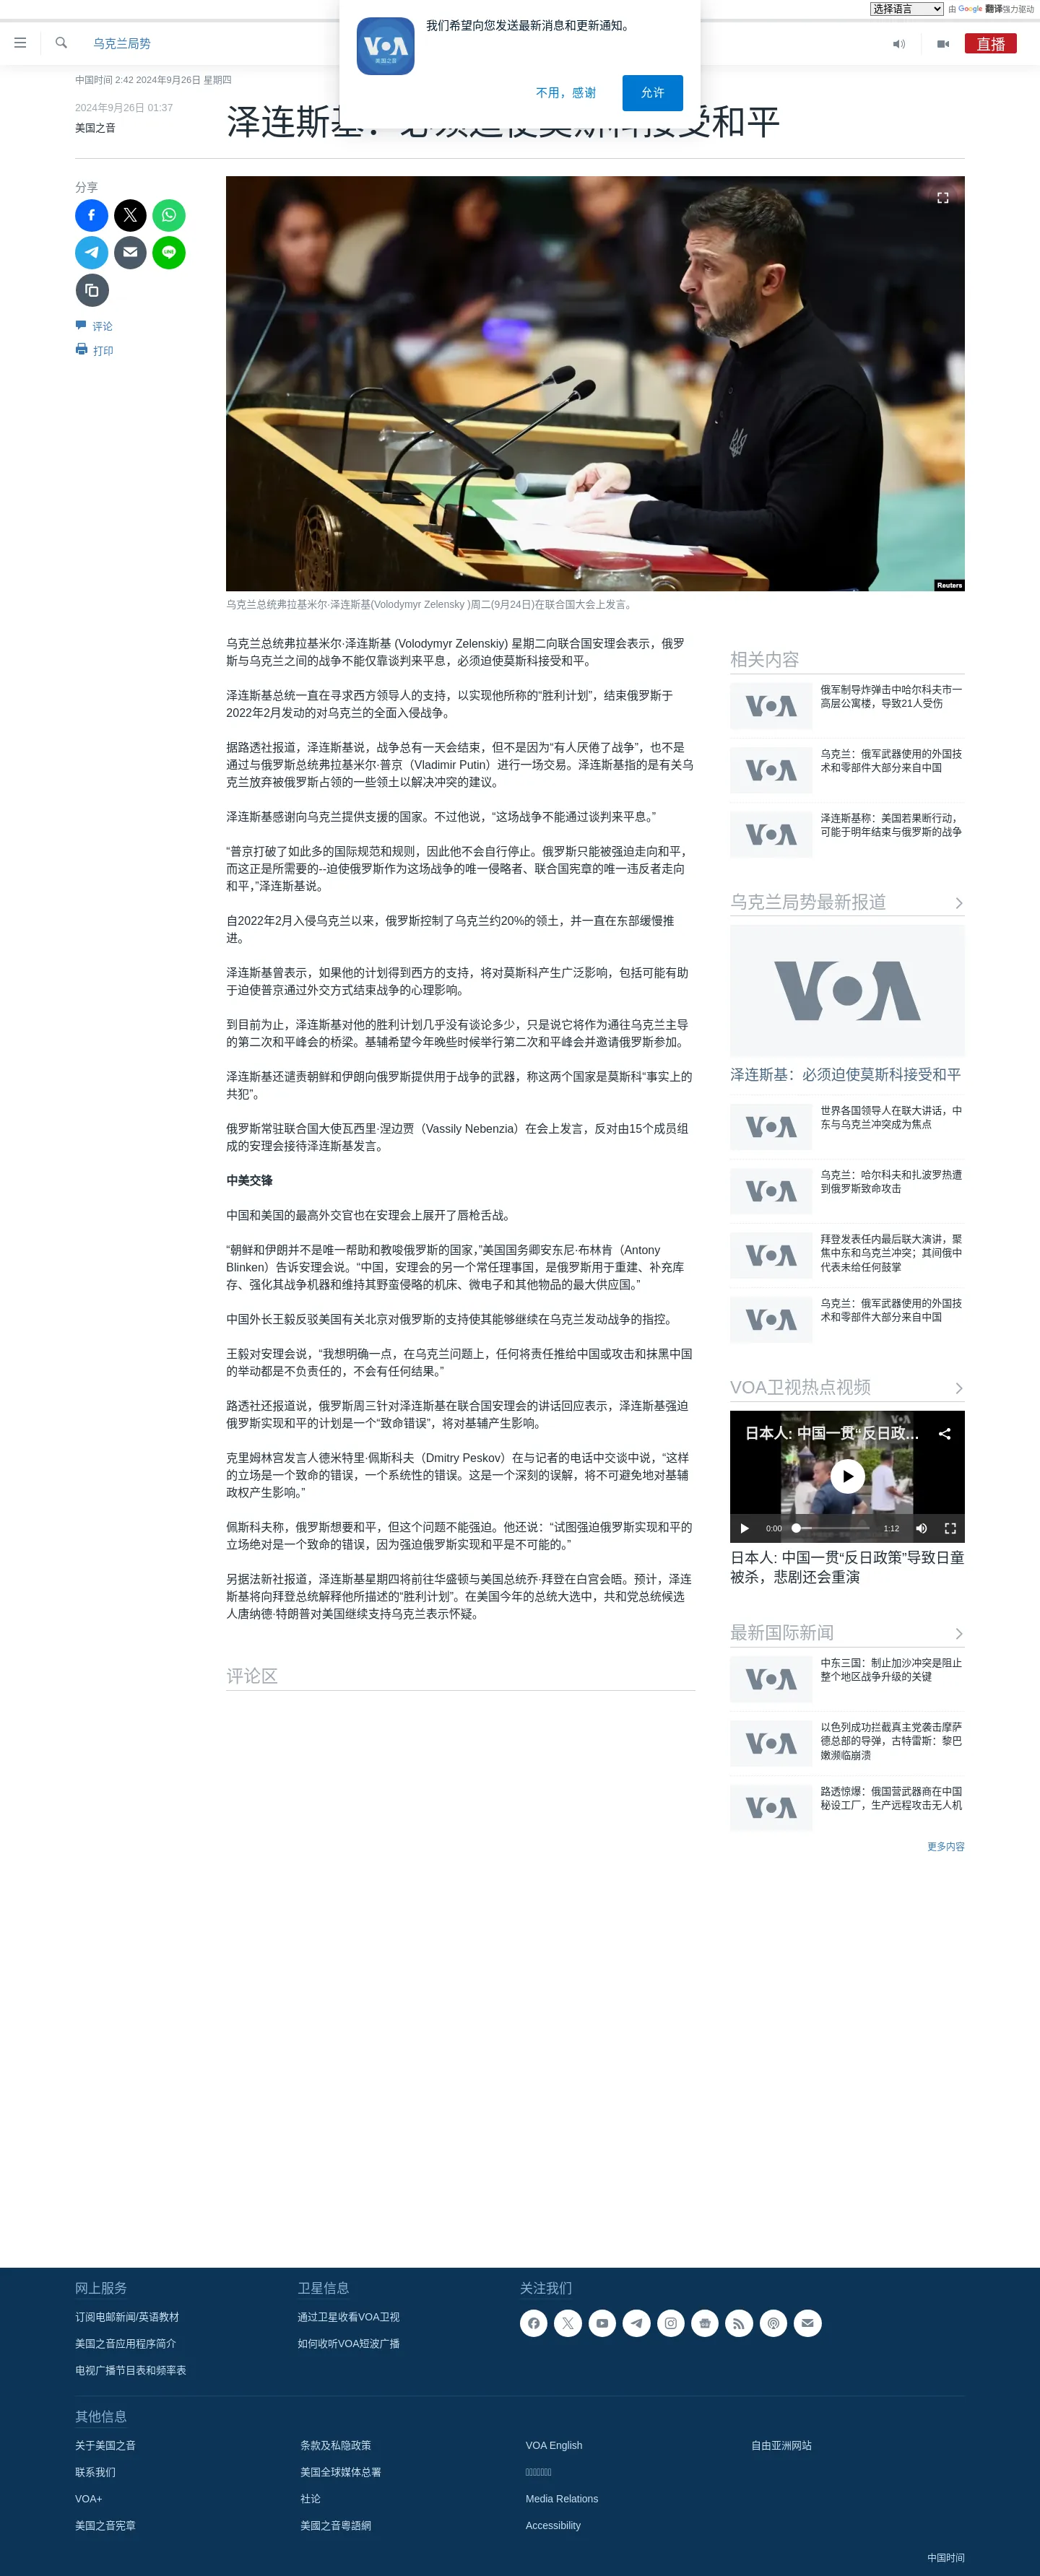 选择语言
由 Google 翻译强力驱动
我们希望向您发送最新消息和更新通知。
VOA
美国之音
不用，感谢
允许
乌克兰局势
直播
中国时间 2:42 2024年9月26日 星期四
2024年9月26日 01:37
美国之音
泽连斯基：必须迫使莫斯科接受和平
分享
评论
打印
Reuters
乌克兰总统弗拉基米尔·泽连斯基(Volodymyr Zelensky )周二(9月24日)在联合国大会上发言。
乌克兰总统弗拉基米尔·泽连斯基 (Volodymyr Zelenskiy) 星期二向联合国安理会表示，俄罗
斯与乌克兰之间的战争不能仅靠谈判来平息，必须迫使莫斯科接受和平。
泽连斯基总统一直在寻求西方领导人的支持，以实现他所称的“胜利计划”，结束俄罗斯于
2022年2月发动的对乌克兰的全面入侵战争。
据路透社报道，泽连斯基说，战争总有一天会结束，但不是因为“有人厌倦了战争”，也不是
通过与俄罗斯总统弗拉基米尔·普京（Vladimir Putin）进行一场交易。泽连斯基指的是有关乌
克兰放弃被俄罗斯占领的一些领土以解决冲突的建议。
泽连斯基感谢向乌克兰提供支援的国家。不过他说，“这场战争不能通过谈判来平息。”
“普京打破了如此多的国际规范和规则，因此他不会自行停止。俄罗斯只能被强迫走向和平，
而这正是所需要的--迫使俄罗斯作为这场战争的唯一侵略者、联合国宪章的唯一违反者走向
和平，”泽连斯基说。
自2022年2月入侵乌克兰以来，俄罗斯控制了乌克兰约20%的领土，并一直在东部缓慢推
进。
泽连斯基曾表示，如果他的计划得到西方的支持，将对莫斯科产生广泛影响，包括可能有助
于迫使普京通过外交方式结束战争的心理影响。
到目前为止，泽连斯基对他的胜利计划几乎没有谈论多少，只是说它将作为通往乌克兰主导
的第二次和平峰会的桥梁。基辅希望今年晚些时候举行第二次和平峰会并邀请俄罗斯参加。
泽连斯基还谴责朝鲜和伊朗向俄罗斯提供用于战争的武器，称这两个国家是莫斯科“事实上的
共犯”。
俄罗斯常驻联合国大使瓦西里·涅边贾（Vassily Nebenzia）在会上发言，反对由15个成员组
成的安理会接待泽连斯基发言。
中美交锋
中国和美国的最高外交官也在安理会上展开了唇枪舌战。
“朝鲜和伊朗并不是唯一帮助和教唆俄罗斯的国家，”美国国务卿安东尼·布林肯（Antony
Blinken）告诉安理会说。“中国，安理会的另一个常任理事国，是俄罗斯用于重建、补充库
存、强化其战争机器和维持其野蛮侵略的机床、微电子和其他物品的最大供应国。”
中国外长王毅反驳美国有关北京对俄罗斯的支持使其能够继续在乌克兰发动战争的指控。
王毅对安理会说，“我想明确一点，在乌克兰问题上，任何将责任推给中国或攻击和抹黑中国
的举动都是不负责任的，不会有任何结果。”
路透社还报道说，俄罗斯周三针对泽连斯基在联合国安理会的讲话回应表示，泽连斯基强迫
俄罗斯实现和平的计划是一个“致命错误”，将对基辅产生影响。
克里姆林宫发言人德米特里·佩斯科夫（Dmitry Peskov）在与记者的电话中交谈中说，“这样
的立场是一个致命的错误，一个系统性的错误。这是一个深刻的误解，将不可避免地对基辅
政权产生影响。”
佩斯科夫称，俄罗斯想要和平，但这个问题不能强迫。他还说：“试图强迫俄罗斯实现和平的
立场绝对是一个致命的错误，因为强迫俄罗斯实现和平是不可能的。”
另据法新社报道，泽连斯基星期四将前往华盛顿与美国总统乔·拜登在白宫会晤。预计，泽连
斯基将向拜登总统解释他所描述的“胜利计划”。在美国今年的总统大选中，共和党总统候选
人唐纳德·特朗普对美国继续支持乌克兰表示怀疑。
评论区
相关内容
VOA
俄军制导炸弹击中哈尔科夫市一
高层公寓楼，导致21人受伤
VOA
乌克兰：俄军武器使用的外国技
术和零部件大部分来自中国
VOA
泽连斯基称：美国若果断行动，
可能于明年结束与俄罗斯的战争
乌克兰局势最新报道
VOA
泽连斯基：必须迫使莫斯科接受和平
VOA
世界各国领导人在联大讲话，中
东与乌克兰冲突成为焦点
VOA
乌克兰：哈尔科夫和扎波罗热遭
到俄罗斯致命攻击
VOA
拜登发表任内最后联大演讲，聚
焦中东和乌克兰冲突；其间俄中
代表未给任何鼓掌
VOA
乌克兰：俄军武器使用的外国技
术和零部件大部分来自中国
VOA卫视热点视频
日本人: 中国一贯“反日政...
VOA
0:00
1:12
日本人: 中国一贯“反日政策”导致日童
被杀，悲剧还会重演
最新国际新闻
VOA
中东三国：制止加沙冲突是阻止
整个地区战争升级的关键
VOA
以色列成功拦截真主党袭击摩萨
德总部的导弹，古特雷斯：黎巴
嫩濒临崩溃
VOA
路透惊爆：俄国营武器商在中国
秘设工厂，生产远程攻击无人机
更多内容
网上服务
订阅电邮新闻/英语教材
美国之音应用程序简介
电视广播节目表和频率表
卫星信息
通过卫星收看VOA卫视
如何收听VOA短波广播
关注我们
其他信息
关于美国之音
联系我们
VOA+
美国之音宪章
条款及私隐政策
美国全球媒体总署
社论
美國之音粵語網
VOA English
Media Relations
Accessibility
自由亚洲网站
中国时间